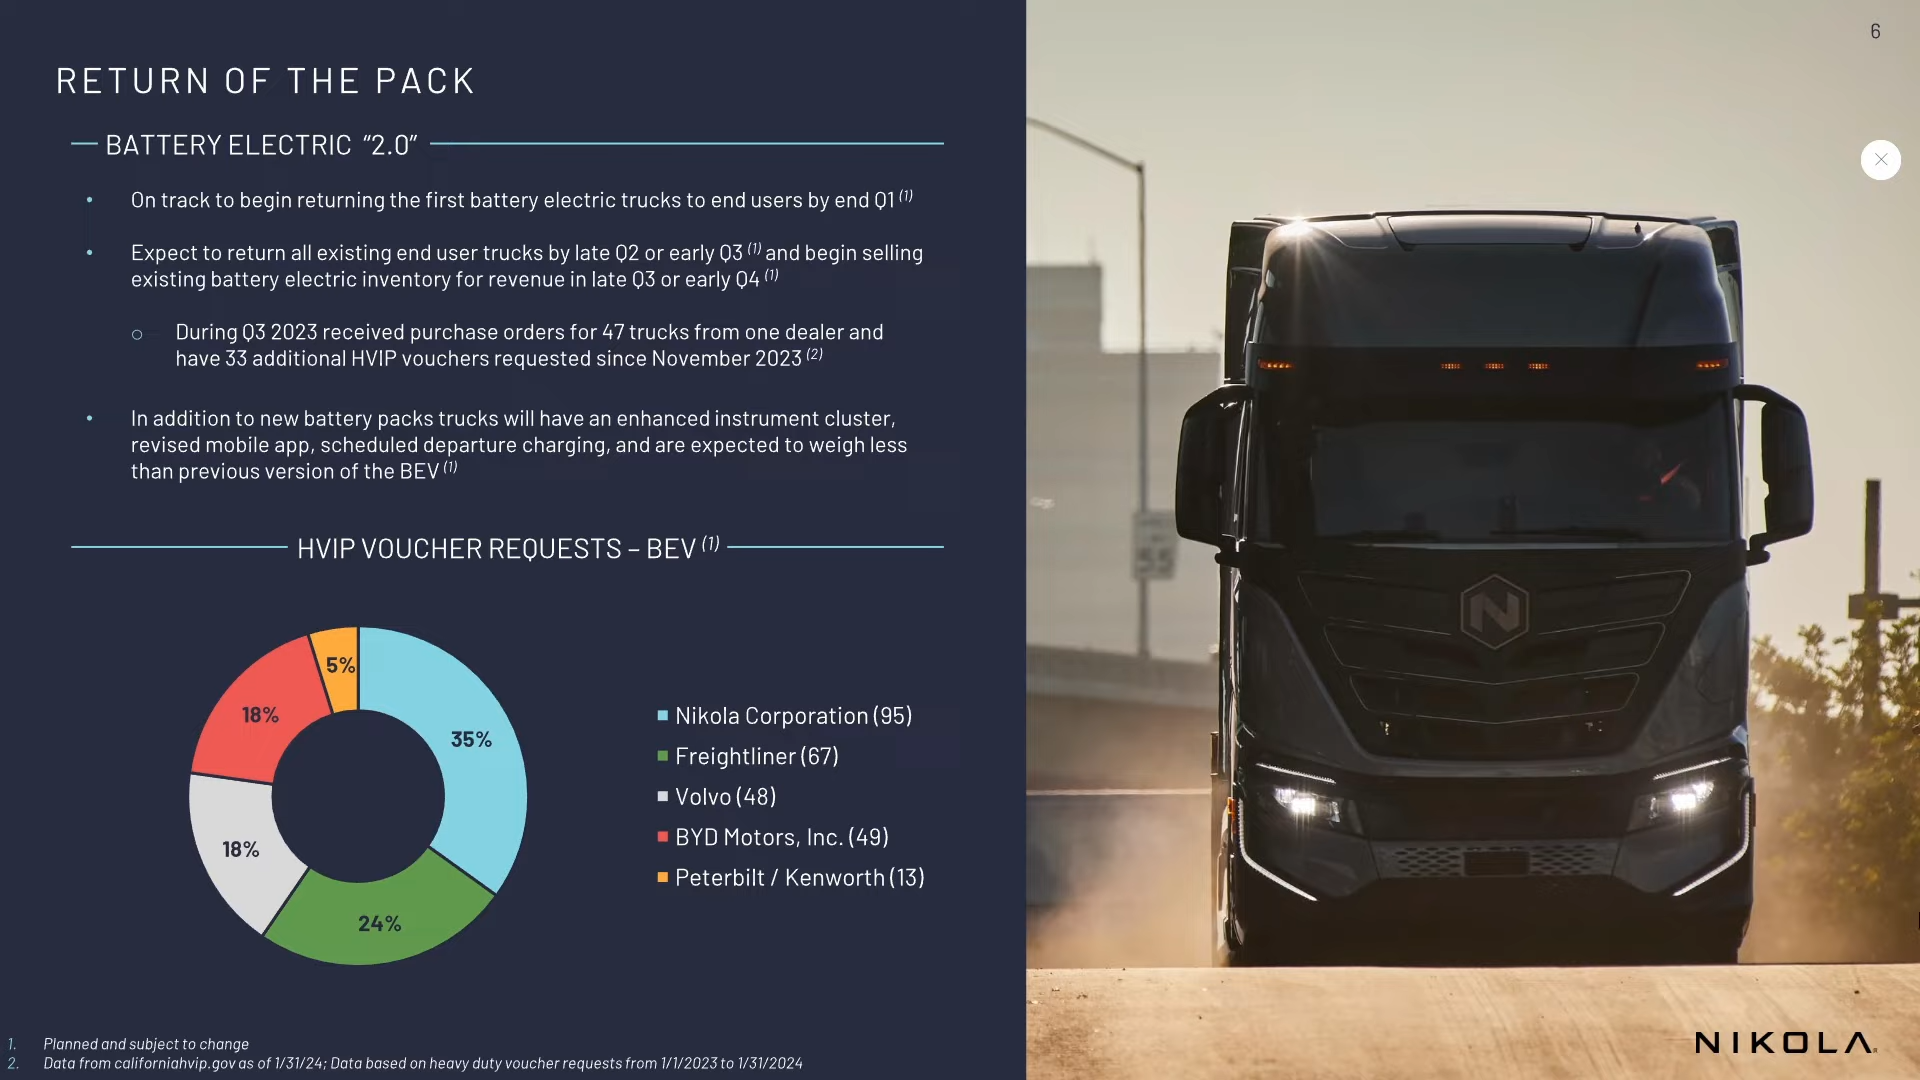 6
RETURN OF THE PACK
BATTERY ELECTRIC “2.0”
• On track to begin returning the first battery electric trucks to end users by end Q1 (1)
• Expect to return all existing end user trucks by late Q2 or early Q3 (1) and begin selling
existing battery electric inventory for revenue in late Q3 or early Q4 (1)
o During Q3 2023 received purchase orders for 47 trucks from one dealer and
have 33 additional HVIP vouchers requested since November 2023 (2)
• In addition to new battery packs trucks will have an enhanced instrument cluster,
revised mobile app, scheduled departure charging, and are expected to weigh less
than previous version of the BEV (1)
HVIP VOUCHER REQUESTS – BEV (1)
5%
18%
35%
18%
24%
Nikola Corporation (95)
Freightliner (67)
Volvo (48)
BYD Motors, Inc. (49)
Peterbilt / Kenworth (13)
1. Planned and subject to change
2. Data from californiahvip.gov as of 1/31/24; Data based on heavy duty voucher requests from 1/1/2023 to 1/31/2024
N
NIKOLA